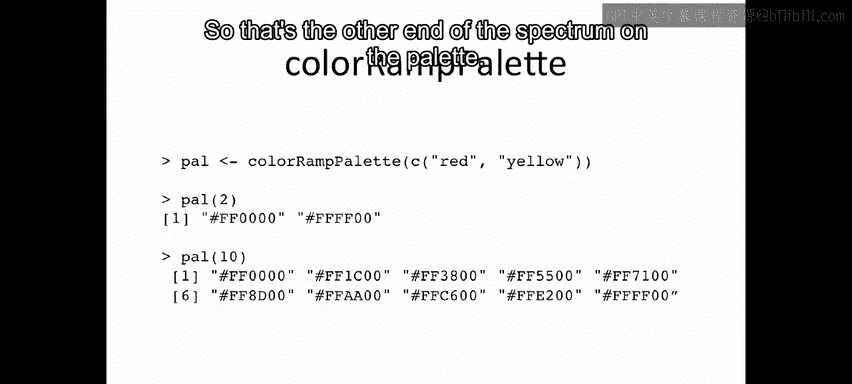 So that's the other end of the spectrum on
the palette,
colorRampPalette
> pal <- colorRampPalette(c("red", "yellow"))
> pal(2)
[1] "#FF0000" "#FFFF00"
> pal(10)
[1] "#FF0000" "#FF1C00" "#FF3800" "#FF5500" "#FF7100"
[6] "#FF8D00" "#FFAA00" "#FFC600" "#FFE200" "#FFFF00”